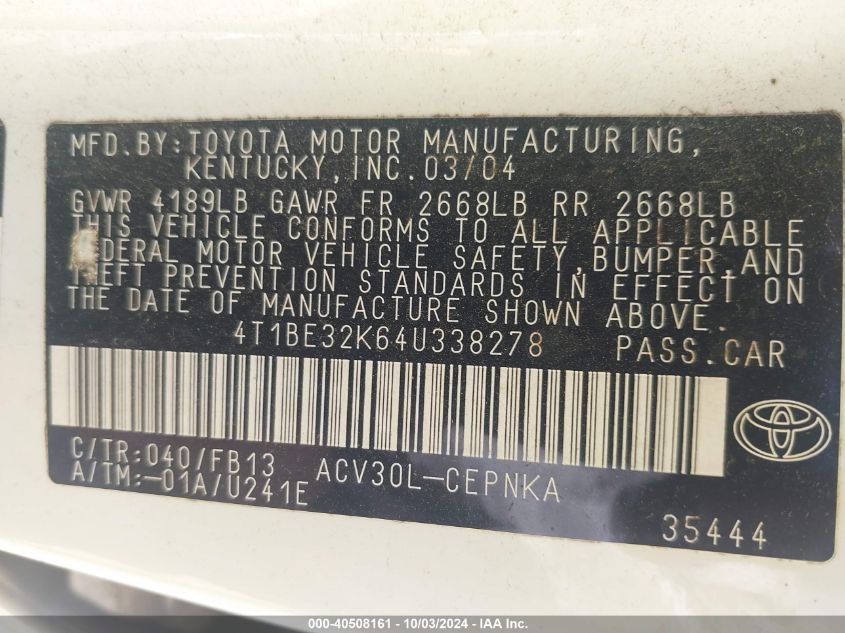 MFD.BY:TOYOTA MOTOR MANUFACTURING,
KENTUCKY,INC.03/04
GVWR 4189LB GAWR FR 2668LB RR 2668LB
THIS VEHICLE CONFORMS TO ALL APPLICABLE
MOTOR VEHICLE SAFETY,BUMPER,AND
PREVENTION STANDARDS IN EFFECT ON
THE DATE OF MANUFACTURE SHOWN ABOVE.
4T1BE32K64U338278 PASS.CAR
C/TR:040/FB13 ACV30L-CEPNKA
A/TM:-01A/U241E
35444
000-40508161 - 10/03/2024 - IAA Inc.